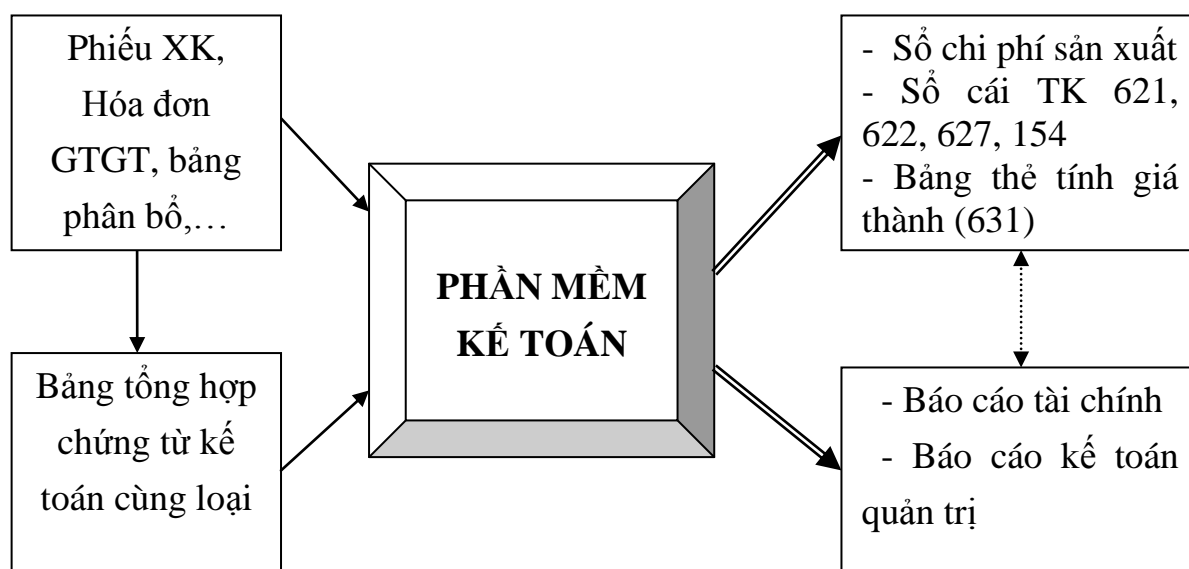 Phiếu XK,
Hóa đơn
GTGT, bảng
phân bổ,…
Bảng tổng hợp
chứng từ kế
toán cùng loại
PHẦN MỀM
KẾ TOÁN
- Sổ chi phí sản xuất
- Sổ cái TK 621,
622, 627, 154
- Bảng thẻ tính giá
thành (631)
- Báo cáo tài chính
- Báo cáo kế toán
quản trị